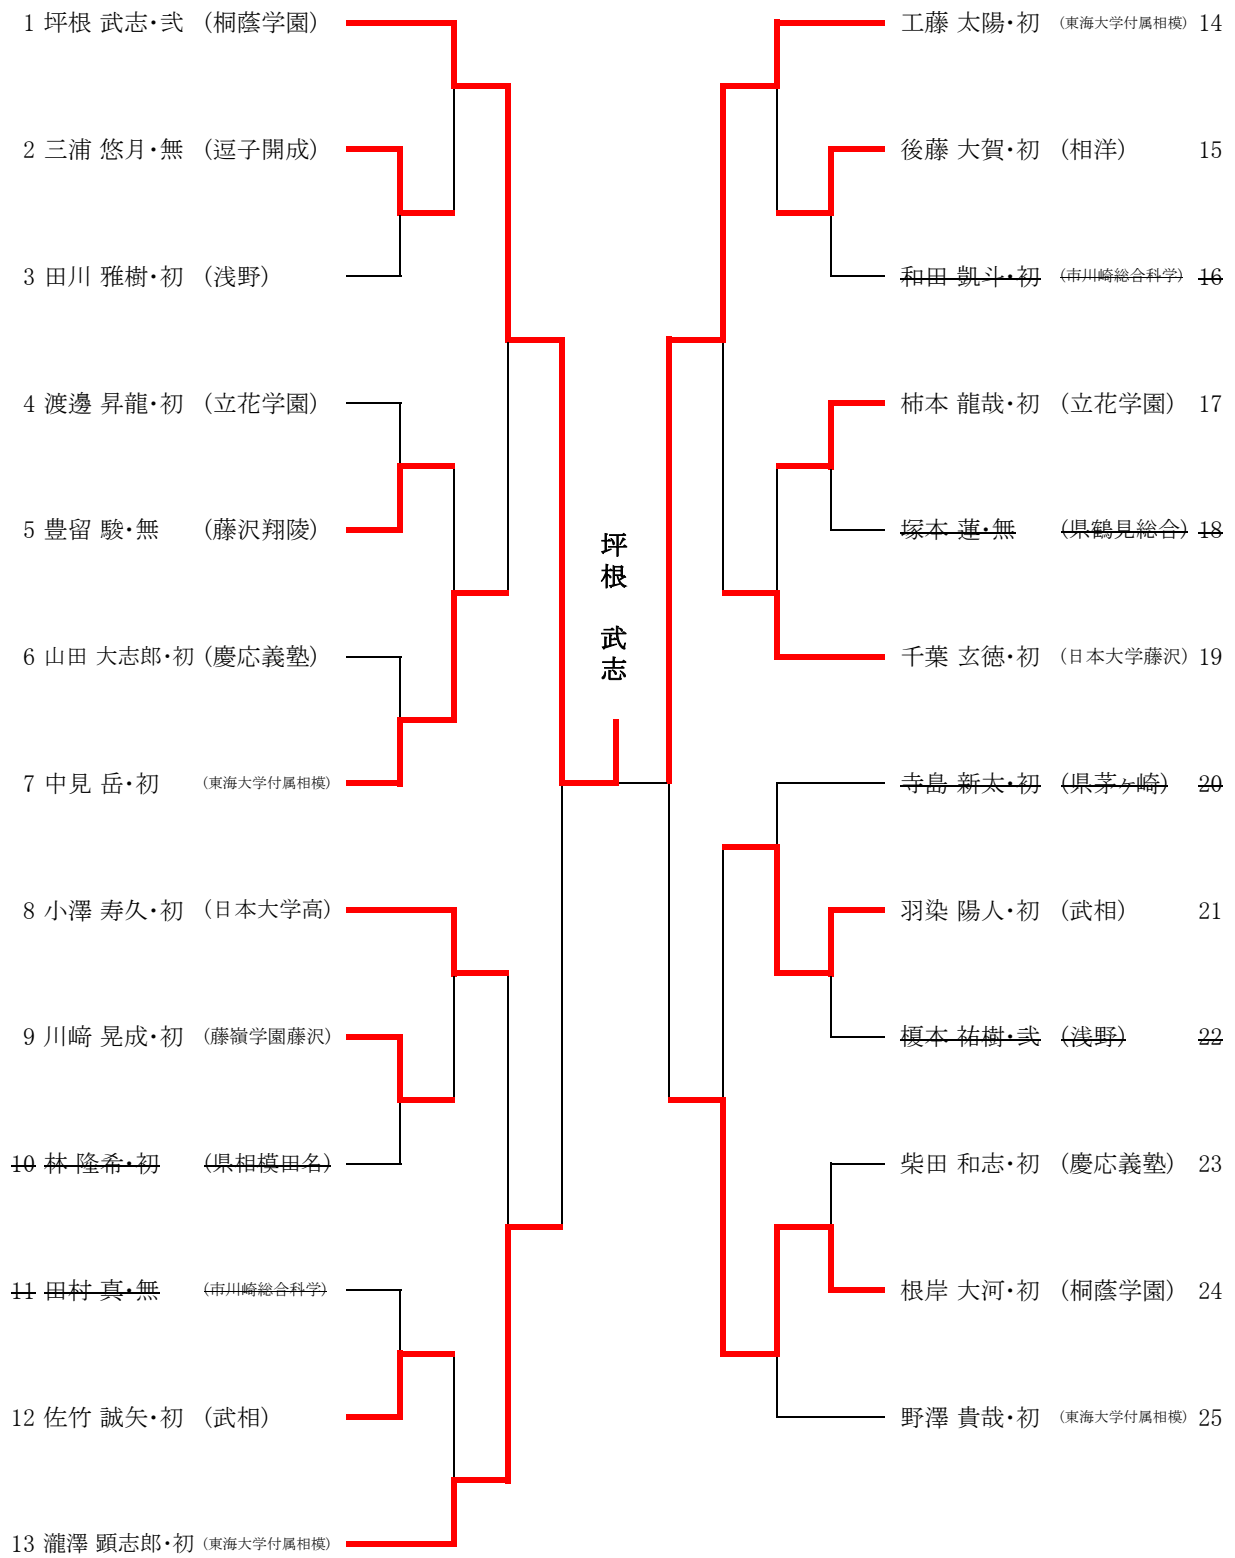 1 坪根 武志・弐 (桐蔭学園)
2 三浦 悠月・無 (逗子開成)
3 田川 雅樹・初 (浅野)
4 渡邊 昇龍・初 (立花学園)
5 豊留 駿・無 (藤沢翔陵)
6 山田 大志郎・初 (慶応義塾)
7 中見 岳・初 (東海大学付属相模)
8 小澤 寿久・初 (日本大学高)
9 川﨑 晃成・初 (藤嶺学園藤沢)
10 林 隆希・初 (県相模田名)
11 田村 真・無 (市川崎総合科学)
12 佐竹 誠矢・初 (武相)
13 瀧澤 顕志郎・初 (東海大学付属相模)
坪根 武志
工藤 太陽・初 (東海大学付属相模) 14
後藤 大賀・初 (相洋) 15
和田 凱斗・初 (市川崎総合科学) 16
柿本 龍哉・初 (立花学園) 17
塚本 蓮・無 (県鶴見総合) 18
千葉 玄徳・初 (日本大学藤沢) 19
寺島 新太・初 (県茅ヶ崎) 20
羽染 陽人・初 (武相) 21
榎本 祐樹・弐 (浅野) 22
柴田 和志・初 (慶応義塾) 23
根岸 大河・初 (桐蔭学園) 24
野澤 貴哉・初 (東海大学付属相模) 25